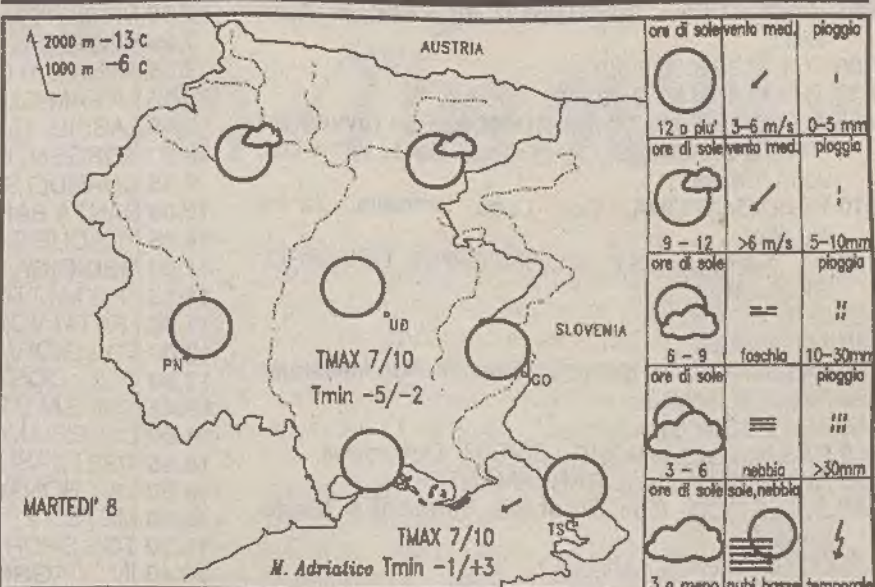 2000 m -13 c
1000 m -6 c
AUSTRIA
UD
SLOVENIA
PN
TMAX 7/10
Tmin -5/-2
GO
MARTEDI' 8
TMAX 7/10
M. Adriatico Tmin -1/+3
TS
ore di sole vento med. pioggia
12 o piu' 3-6 m/s 0-5 mm
ore di sole vento med. pioggia
9 - 12 >6 m/s 5-10mm
ore di sole pioggia
6 - 9 foschia 10-30mm
ore di sole pioggia
3 - 6 nebbia >30mm
ore di sole sole,nebbia
3 o meno nubi basse temporale